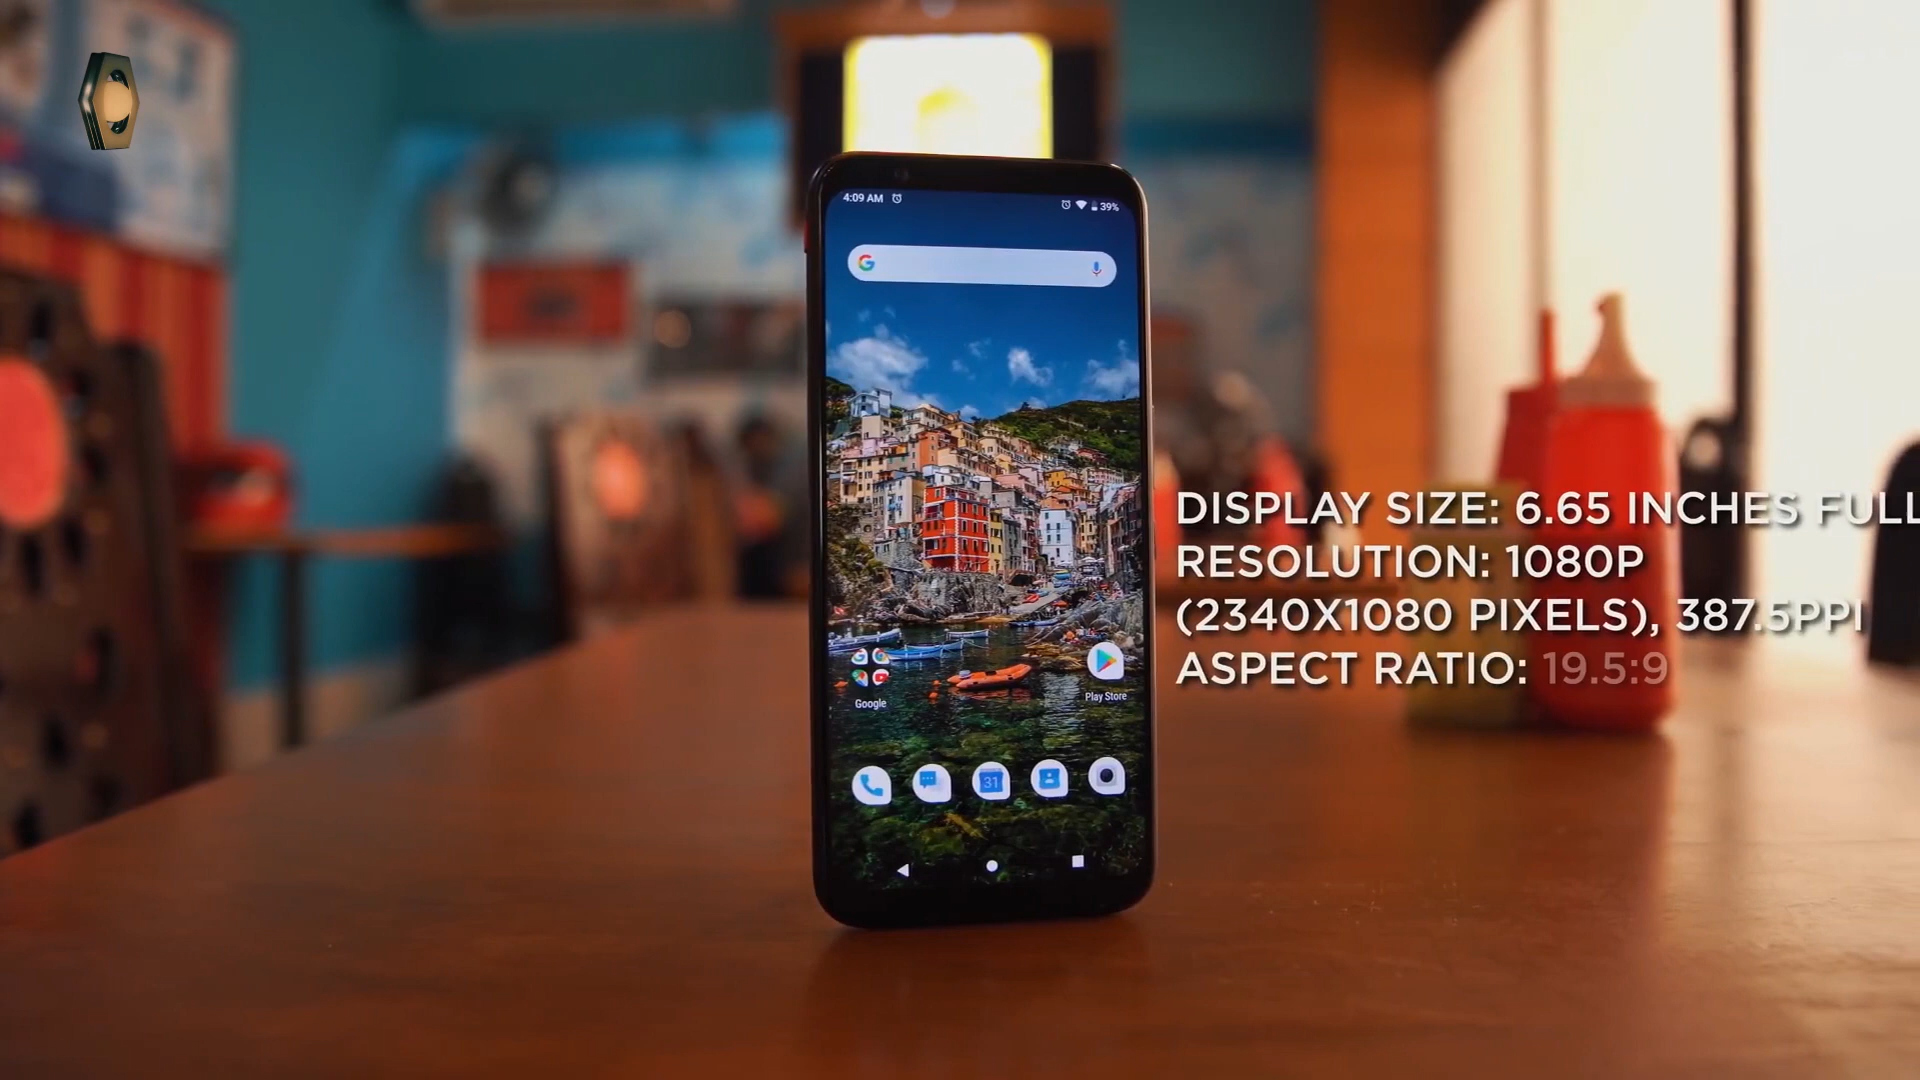 4:09 AM
39%
G
Google
Play Store
31
DISPLAY SIZE: 6.65 INCHES FULL
RESOLUTION: 1080P
(2340X1080 PIXELS), 387.5PPI
ASPECT RATIO: 19.5:9